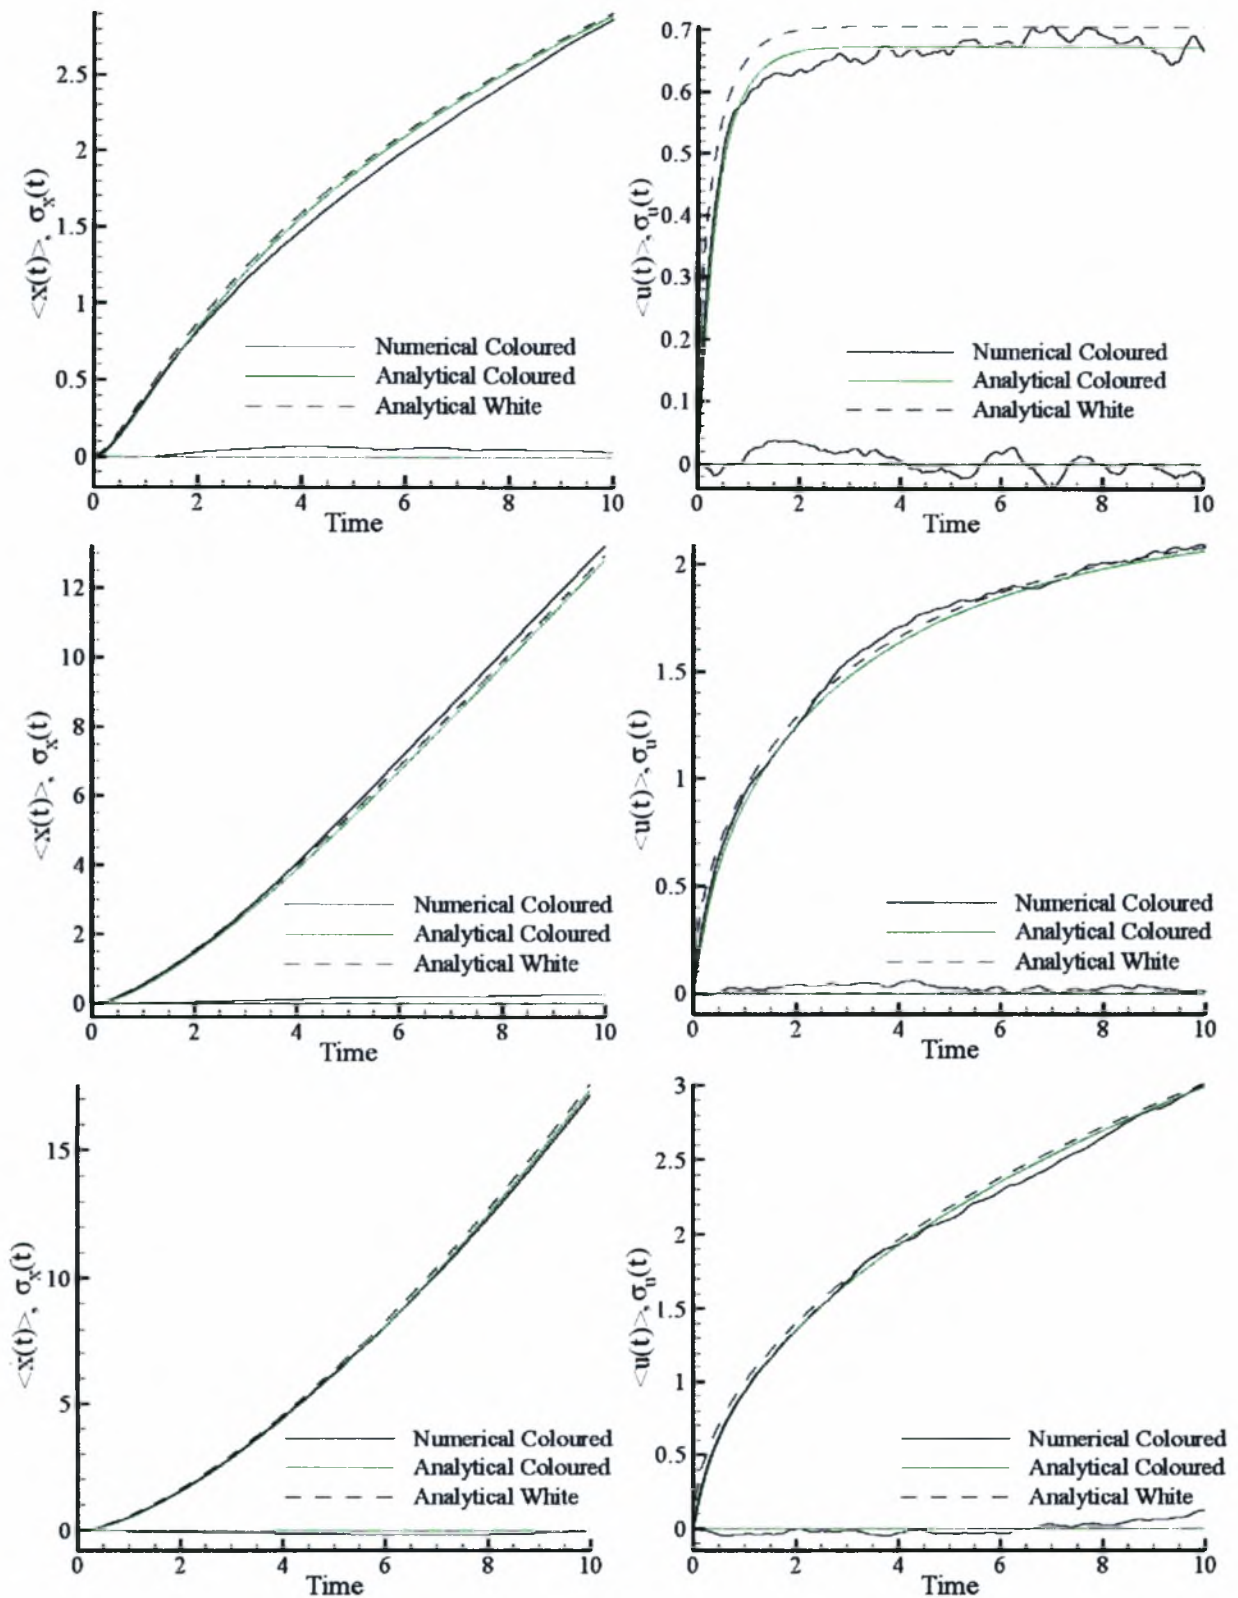 <x(t)>, σx(t)
2.5
2
1.5
1
0.5
0
0 2 4 6 8 10
Time
Numerical Coloured
Analytical Coloured
Analytical White
<u(t)>,σu(t)
0.7
0.6
0.5
0.4
0.3
0.2
0.1
0
0 2 4 6 8 10
Time
Numerical Coloured
Analytical Coloured
Analytical White
<x(t)>, σx(t)
12
10
8
6
4
2
0
0 2 4 6 8 10
Time
Numerical Coloured
Analytical Coloured
Analytical White
<u(t)>,σu(t)
2
1.5
1
0.5
0
0 2 4 6 8 10
Time
Numerical Coloured
Analytical Coloured
Analytical White
<x(t)>, σx(t)
15
10
5
0
0 2 4 6 8 10
Time
Numerical Coloured
Analytical Coloured
Analytical White
<u(t)>,σu(t)
3
2.5
2
1.5
1
0.5
0
0 2 4 6 8 10
Time
Numerical Coloured
Analytical Coloured
Analytical White